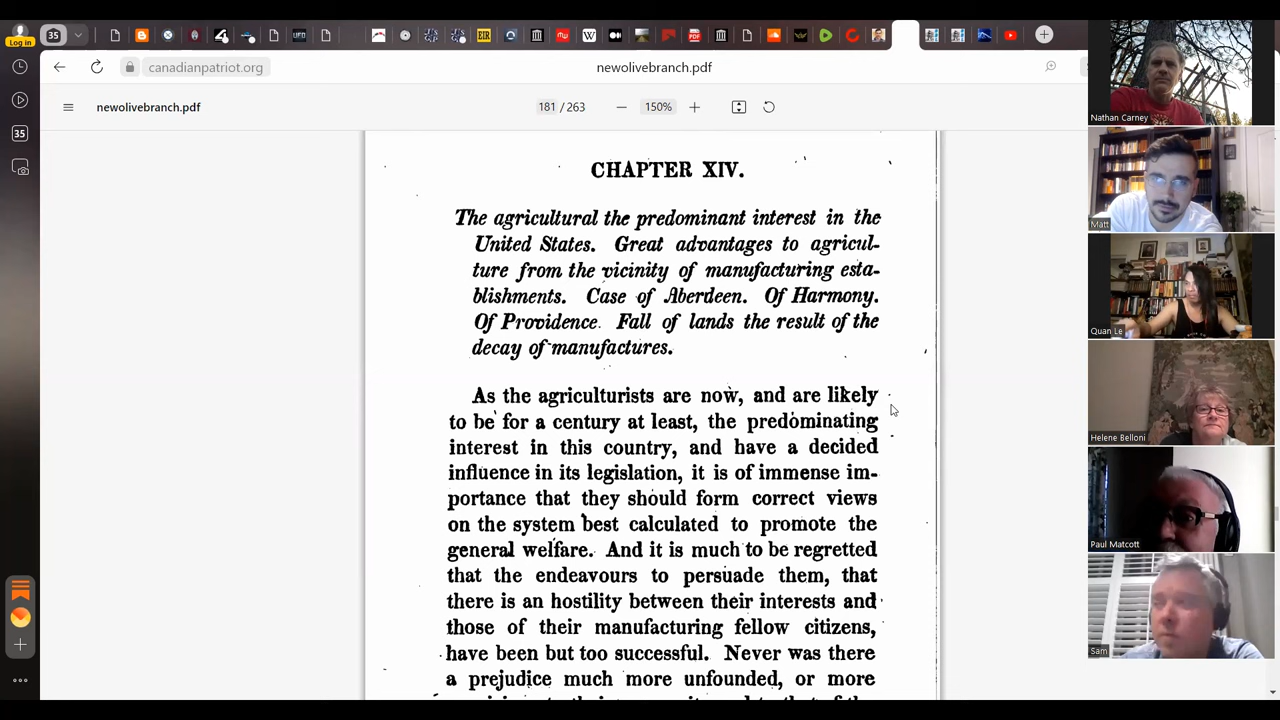 Log in
35
canadianpatriot.org
newolivebranch.pdf
newolivebranch.pdf
181 / 263
150%
35
EIR
PDF
W
CHAPTER XIV.
The agricultural the predominant interest in the
United States. Great advantages to agricul-
ture from the vicinity of manufacturing esta-
blishments. Case of Aberdeen. Of Harmony.
Of Providence. Fall of lands the result of the
decay of manufactures.
As the agriculturists are now, and are likely
to be for a century at least, the predominating
interest in this country, and have a decided
influence in its legislation, it is of immense im-
portance that they should form correct views
on the system best calculated to promote the
general welfare. And it is much to be regretted
that the endeavours to persuade them, that
there is an hostility between their interests and
those of their manufacturing fellow citizens,
have been but too successful. Never was there
a prejudice much more unfounded, or more
Nathan Carney
Matt
Quan Le
Helene Belloni
Paul Matcott
Sam